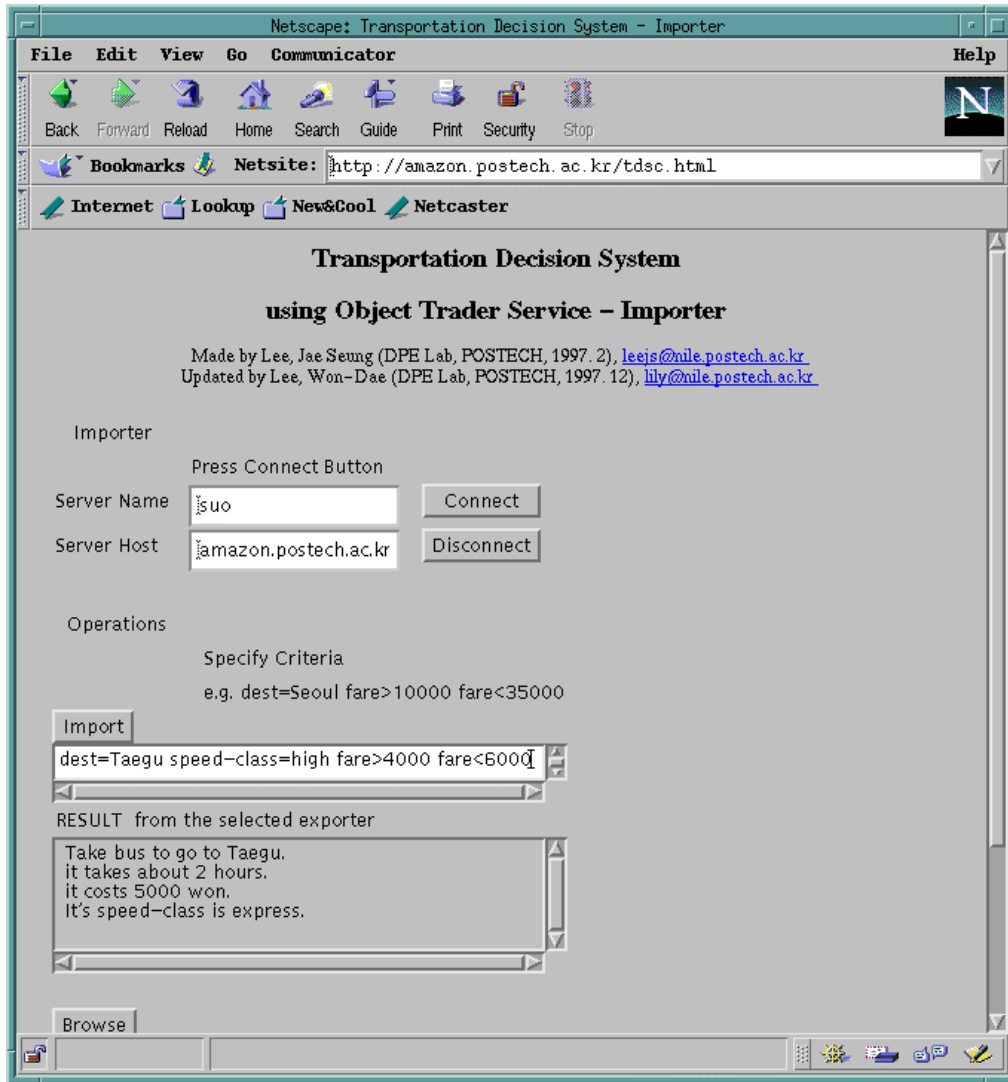 Netscape: Transportation Decision System - Importer
File Edit View Go Communicator Help
Back Forward Reload Home Search Guide Print Security Stop
N
Bookmarks Netsite: http://amazon.postech.ac.kr/tdsc.html
Internet Lookup New&Cool Netcaster
Transportation Decision System
using Object Trader Service - Importer
Made by Lee, Jae Seung (DPE Lab, POSTECH, 1997. 2), leejs@nile.postech.ac.kr
Updated by Lee, Won-Dae (DPE Lab, POSTECH, 1997. 12), lily@nile.postech.ac.kr
Importer
Press Connect Button
Server Name suo Connect
Server Host amazon.postech.ac.kr Disconnect
Operations
Specify Criteria
e.g. dest=Seoul fare>10000 fare<35000
Import
dest=Taegu speed-class=high fare>4000 fare<6000
RESULT from the selected exporter
Take bus to go to Taegu.
it takes about 2 hours.
it costs 5000 won.
It's speed-class is express.
Browse